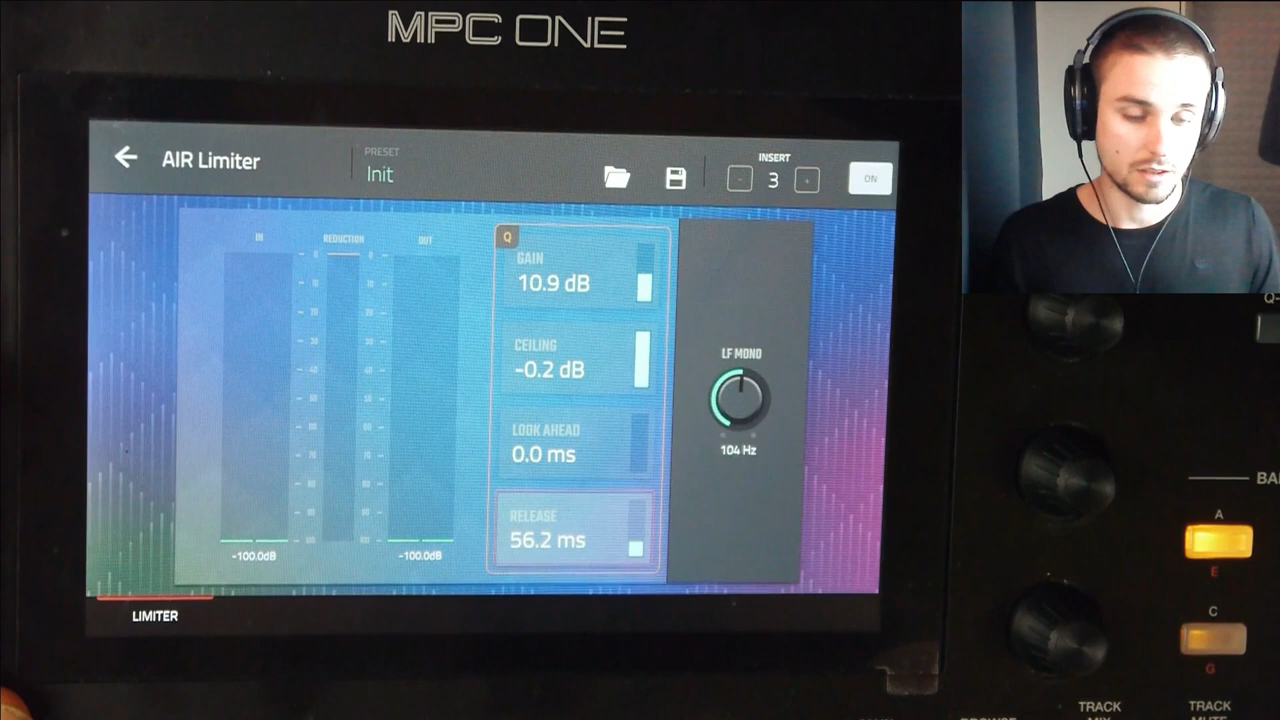 MPC ONE
AIR Limiter
PRESET
Init
INSERT
- 3 +
ON
IN
REDUCTION
OUT
Q
GAIN
10.9 dB
CEILING
-0.2 dB
LOOK AHEAD
0.0 ms
RELEASE
56.2 ms
LF MONO
104 Hz
-100.0dB
-100.0dB
LIMITER
A
E
C
G
TRACK
TRACK